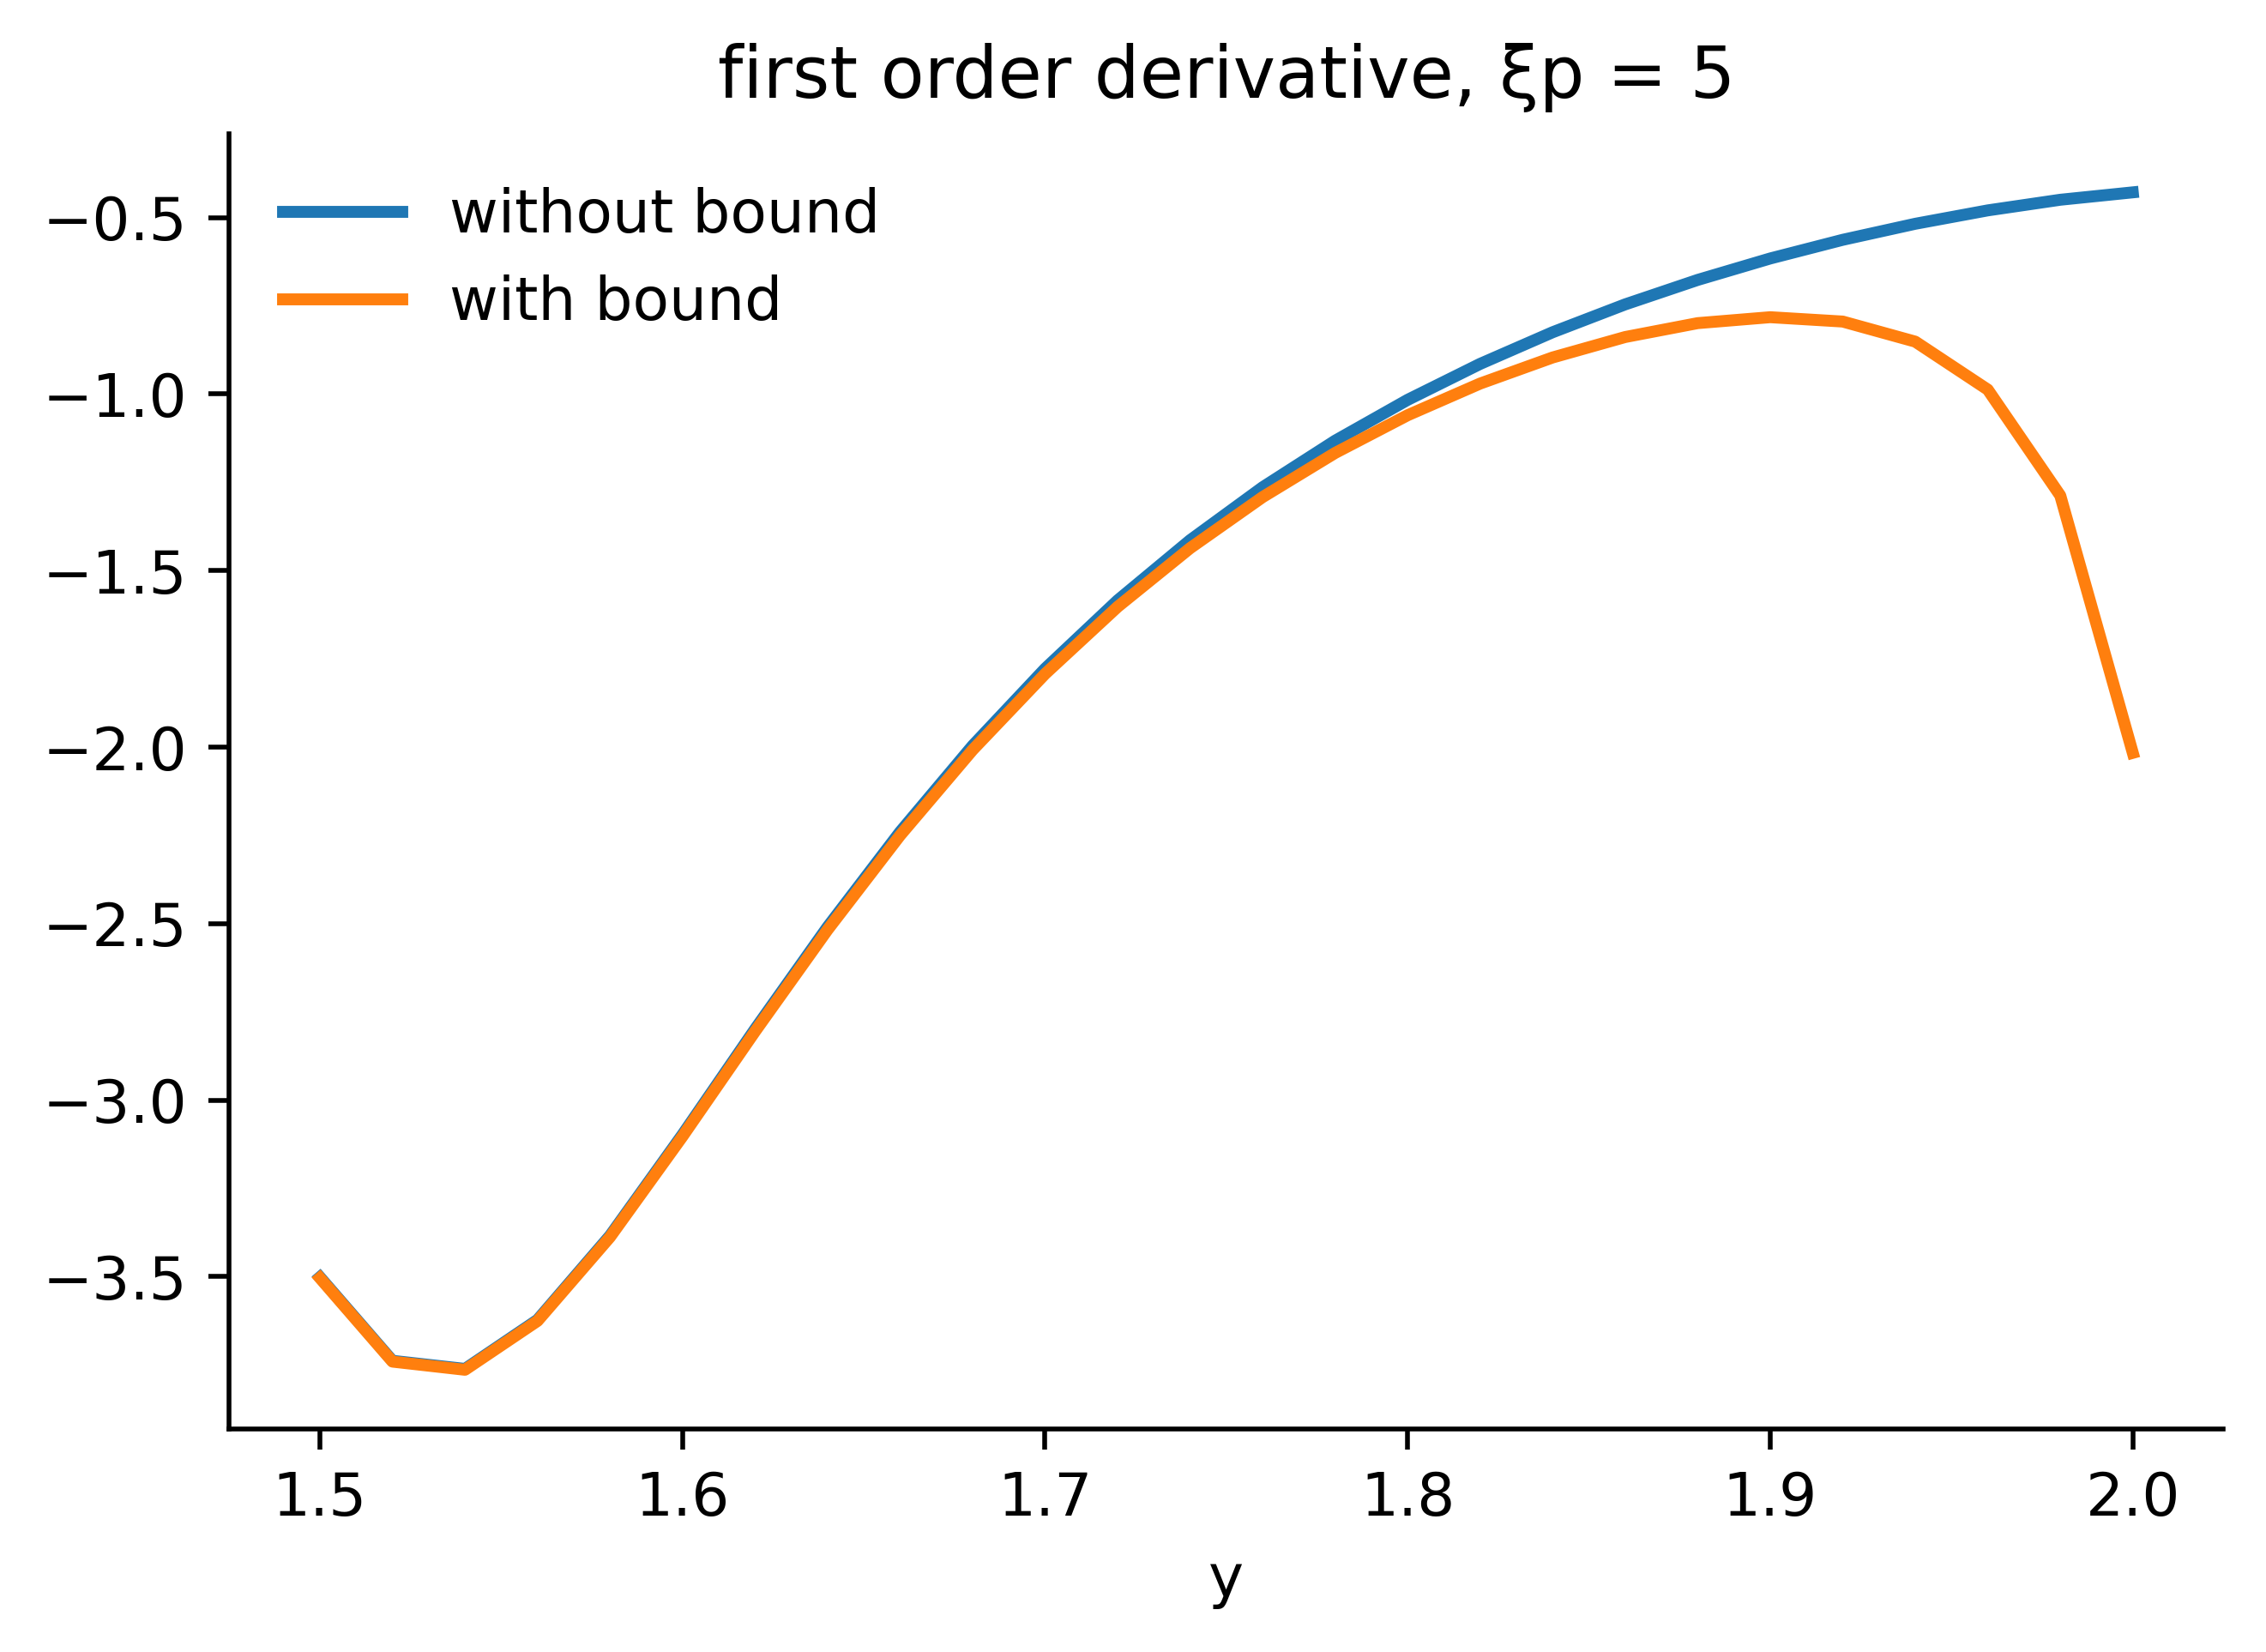 first order derivative, ξp = 5
without bound
with bound
−0.5
−1.0
−1.5
−2.0
−2.5
−3.0
−3.5
1.5 1.6 1.7 1.8 1.9 2.0
y